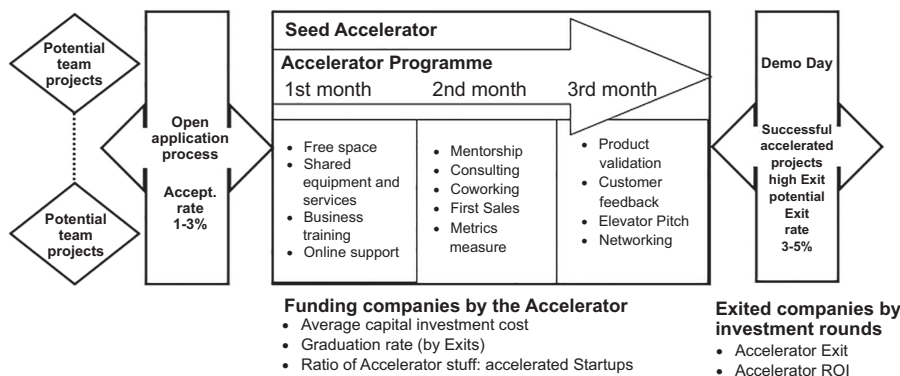 Potential
team
projects
Potential
team
projects
Open
application
process
Accept.
rate
1-3%
Seed Accelerator
Accelerator Programme
1st month
2nd month
3rd month
• Free space
• Shared
equipment and
services
• Business
training
• Online support
• Mentorship
• Consulting
• Coworking
• First Sales
• Metrics
measure
• Product
validation
• Customer
feedback
• Elevator Pitch
• Networking
Demo Day
Successful
accelerated
projects
high Exit
potential
Exit
rate
3-5%
Funding companies by the Accelerator
• Average capital investment cost
• Graduation rate (by Exits)
• Ratio of Accelerator stuff: accelerated Startups
Exited companies by
investment rounds
• Accelerator Exit
• Accelerator ROI